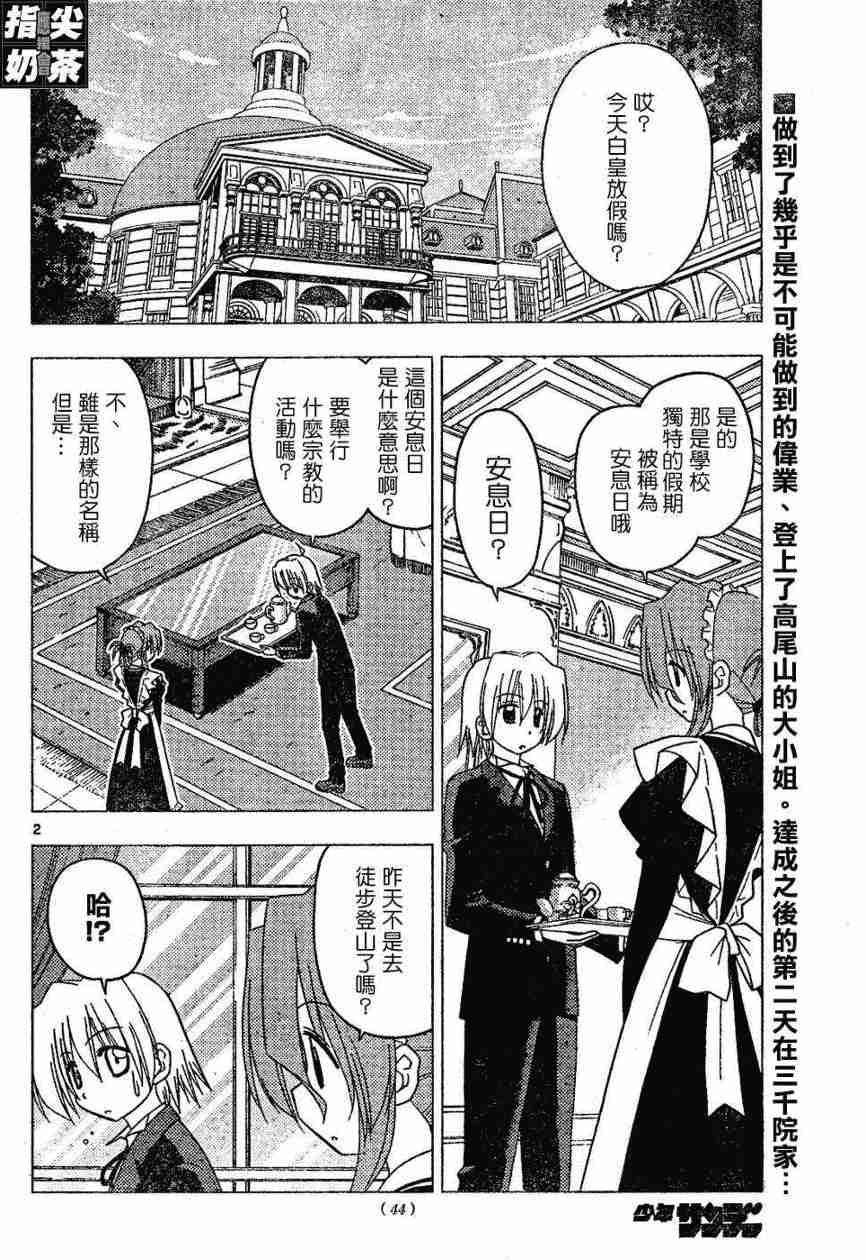 指尖
奶茶
做到了幾乎是不可能做到的偉業、登上了高尾山的大小姐。達成之後的第二天在三千院家…
哎？
今天白皇放假嗎？
是的
那是學校
獨特的假期
被稱為
安息日哦
安息日？
這個安息日
是什麼意思啊？
要舉行
什麼宗教的
活動嗎？
不、
雖是那樣的名稱
但是…
2
昨天不是去
徒步登山了嗎？
哈!?
(44)
少年サンデー